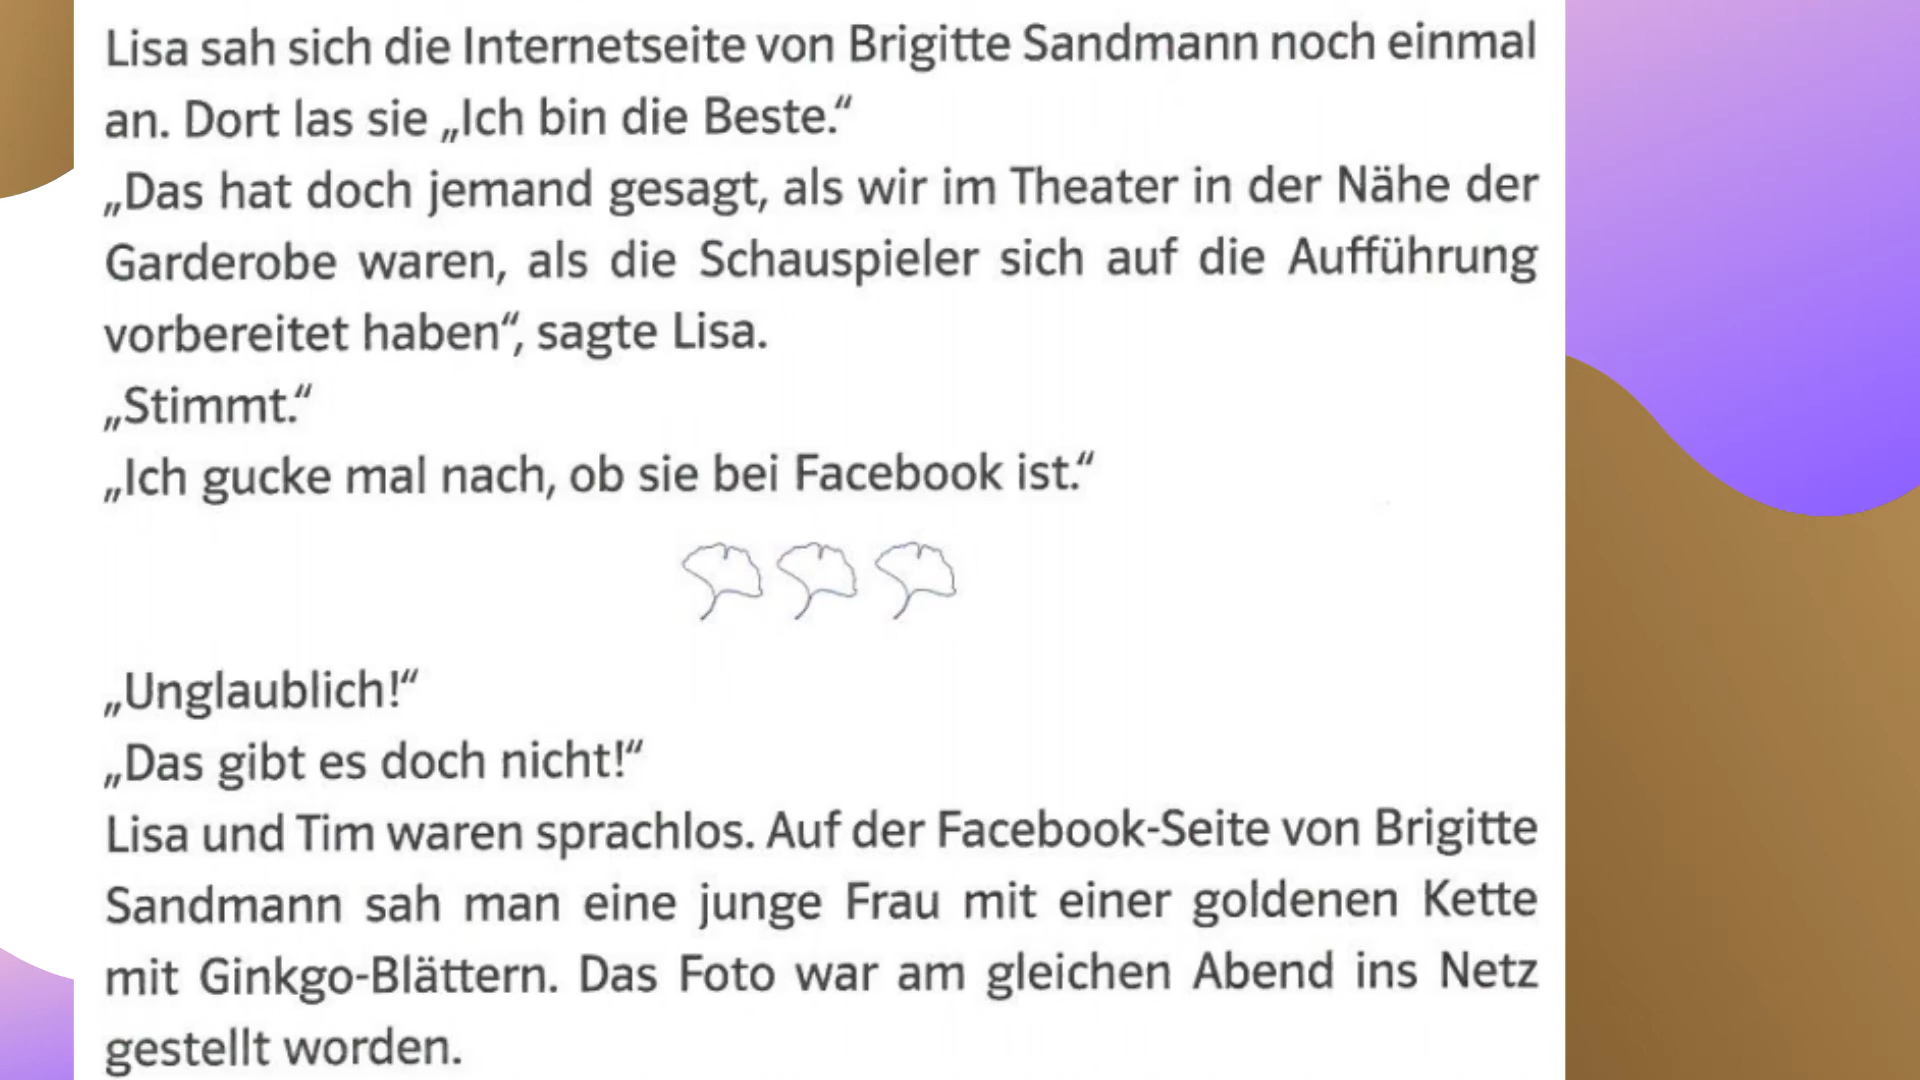 Lisa sah sich die Internetseite von Brigitte Sandmann noch einmal
an. Dort las sie „Ich bin die Beste.“
„Das hat doch jemand gesagt, als wir im Theater in der Nähe der
Garderobe waren, als die Schauspieler sich auf die Aufführung
vorbereitet haben“, sagte Lisa.
„Stimmt.“
„Ich gucke mal nach, ob sie bei Facebook ist.“
„Unglaublich!“
„Das gibt es doch nicht!“
Lisa und Tim waren sprachlos. Auf der Facebook-Seite von Brigitte
Sandmann sah man eine junge Frau mit einer goldenen Kette
mit Ginkgo-Blättern. Das Foto war am gleichen Abend ins Netz
gestellt worden.